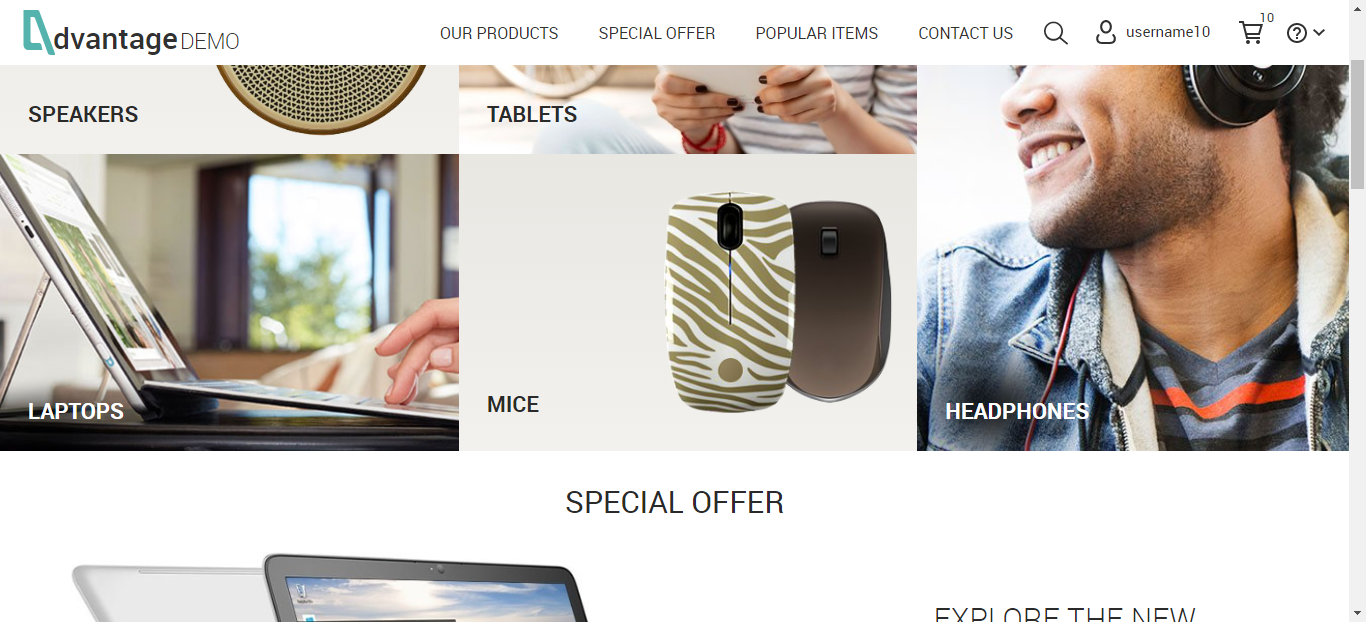 dvantage DEMO
OUR PRODUCTS
SPECIAL OFFER
POPULAR ITEMS
CONTACT US
username10
10
SPEAKERS
TABLETS
LAPTOPS
MICE
HEADPHONES
SPECIAL OFFER
EXPLORE THE NEW